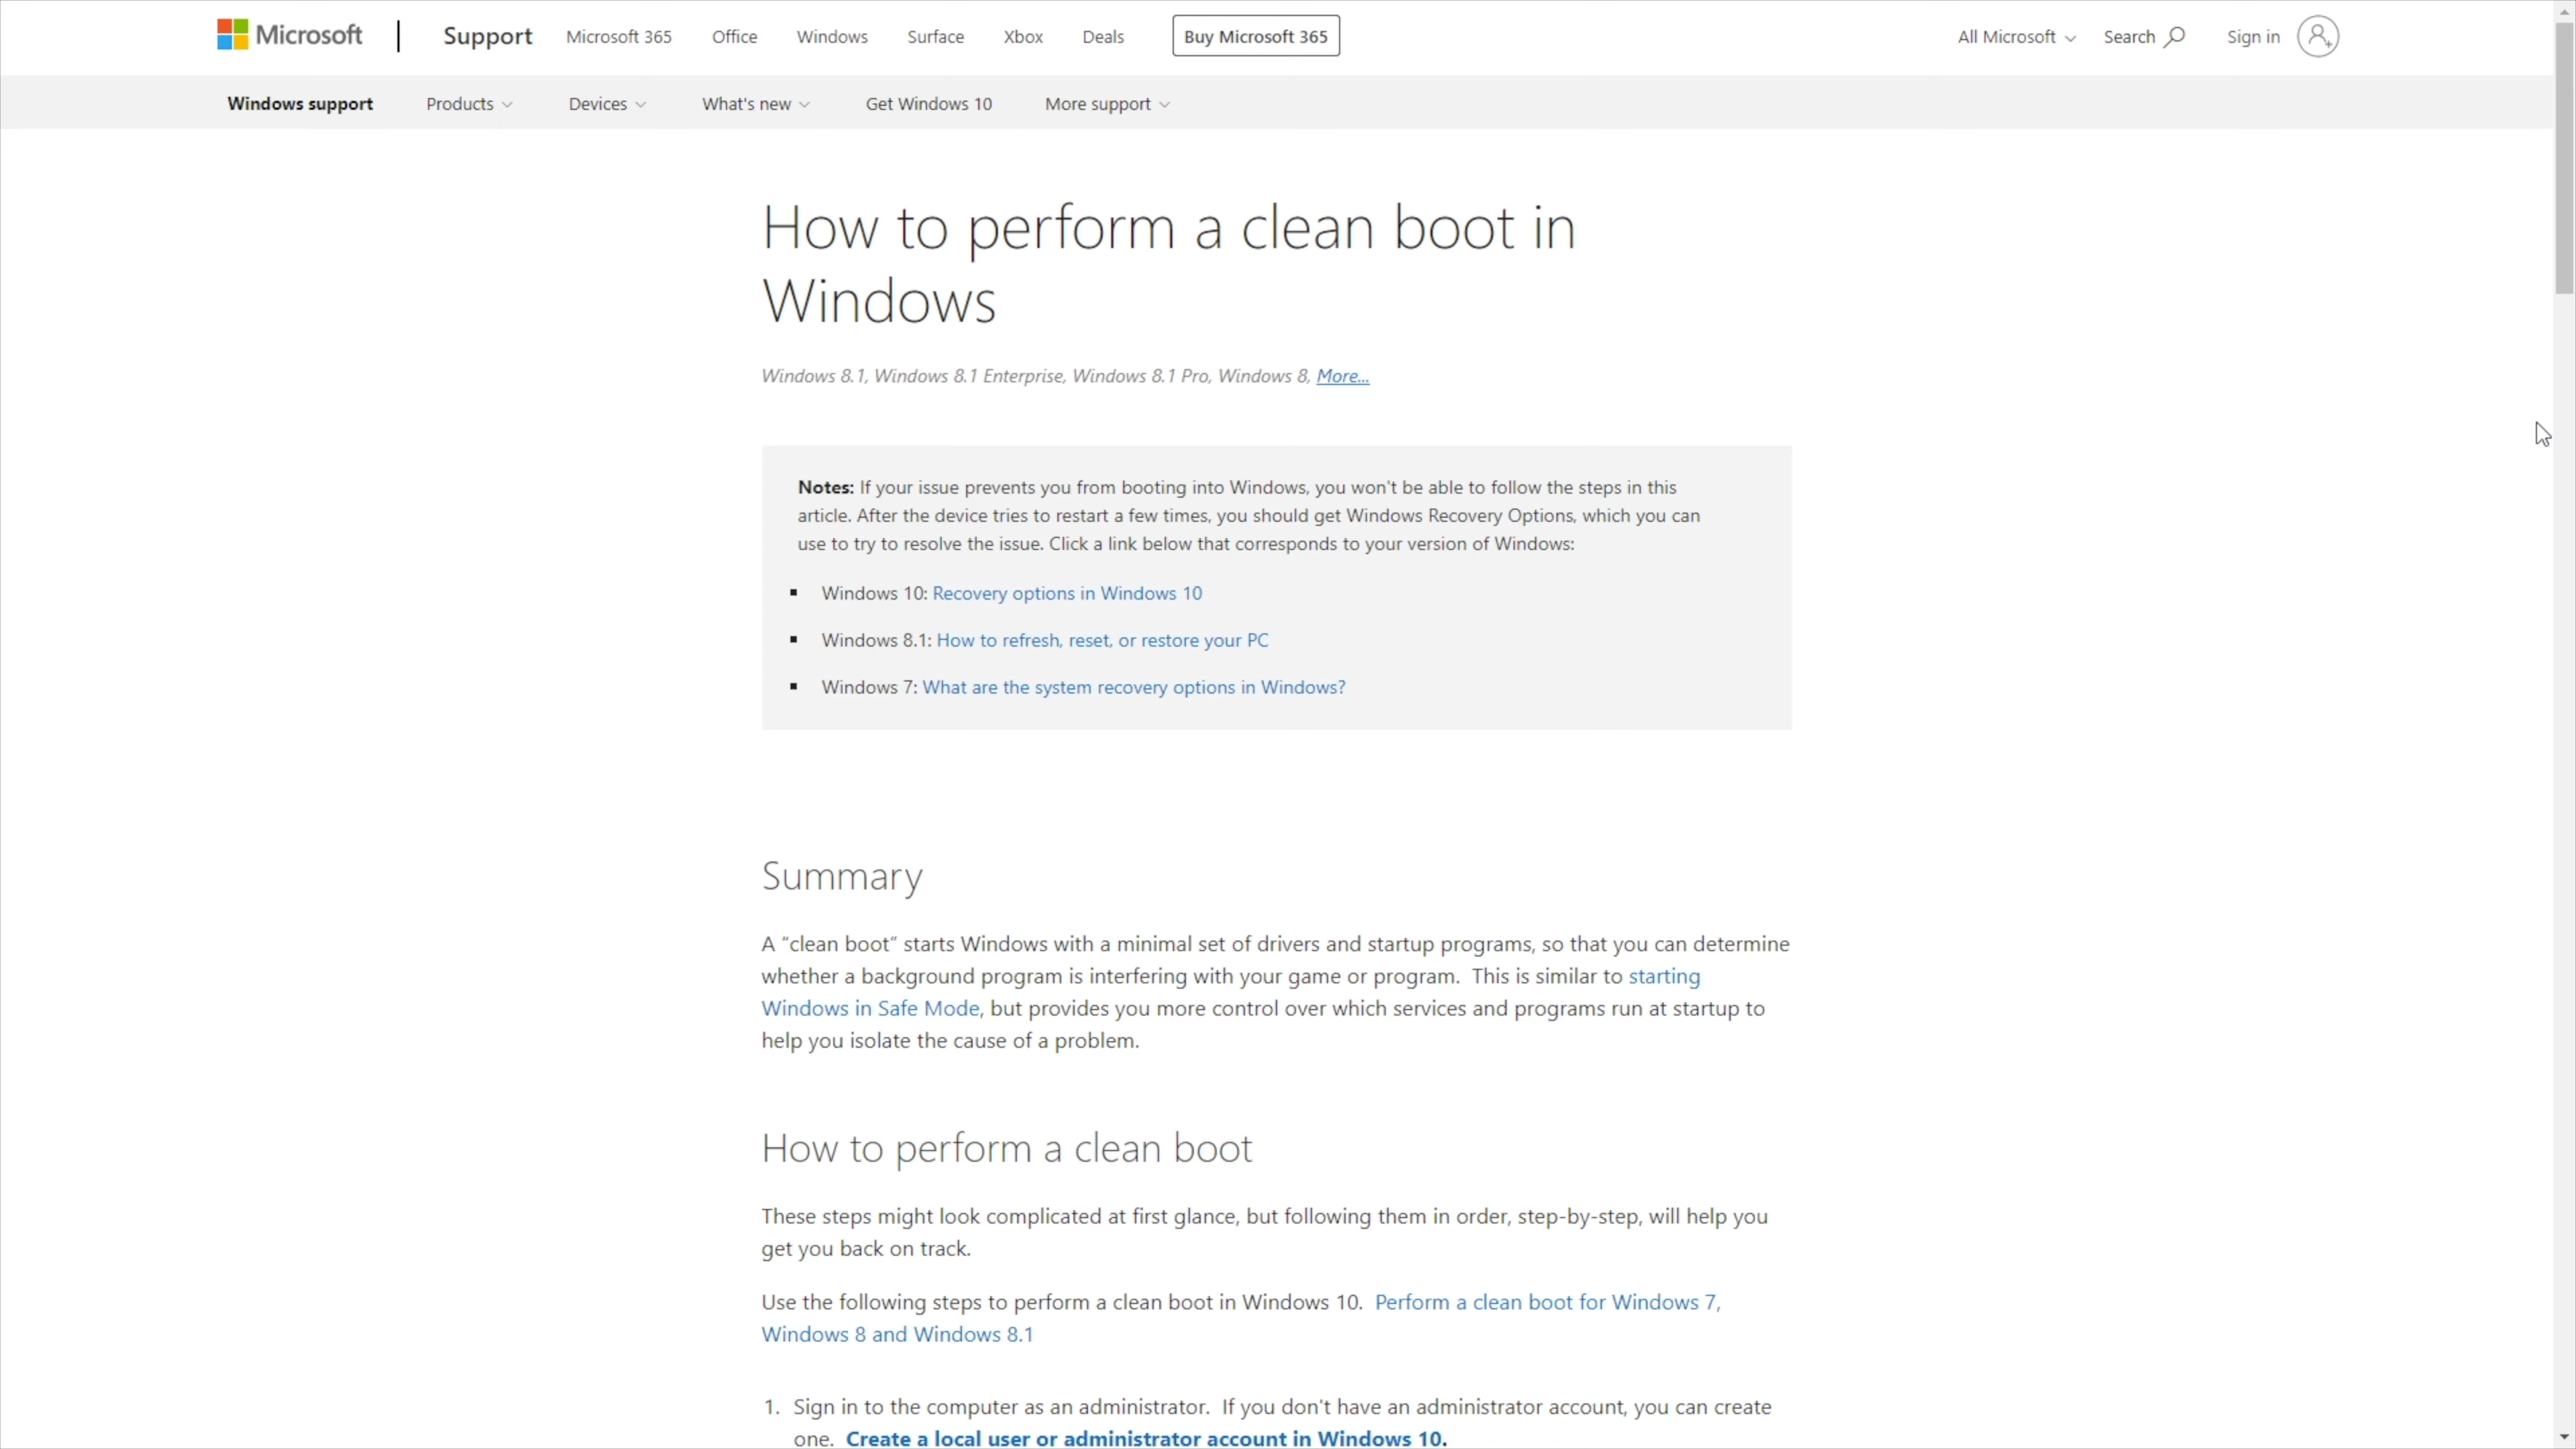 Microsoft | Support Microsoft 365 Office Windows Surface Xbox Deals Buy Microsoft 365 All Microsoft Search Sign in
Windows support Products Devices What's new Get Windows 10 More support
How to perform a clean boot in
Windows
Windows 8.1, Windows 8.1 Enterprise, Windows 8.1 Pro, Windows 8, More...
Notes: If your issue prevents you from booting into Windows, you won't be able to follow the steps in this
article. After the device tries to restart a few times, you should get Windows Recovery Options, which you can
use to try to resolve the issue. Click a link below that corresponds to your version of Windows:
▪ Windows 10: Recovery options in Windows 10
▪ Windows 8.1: How to refresh, reset, or restore your PC
▪ Windows 7: What are the system recovery options in Windows?
Summary
A “clean boot” starts Windows with a minimal set of drivers and startup programs, so that you can determine
whether a background program is interfering with your game or program. This is similar to starting
Windows in Safe Mode, but provides you more control over which services and programs run at startup to
help you isolate the cause of a problem.
How to perform a clean boot
These steps might look complicated at first glance, but following them in order, step-by-step, will help you
get you back on track.
Use the following steps to perform a clean boot in Windows 10. Perform a clean boot for Windows 7,
Windows 8 and Windows 8.1
1. Sign in to the computer as an administrator. If you don't have an administrator account, you can create
one. Create a local user or administrator account in Windows 10.